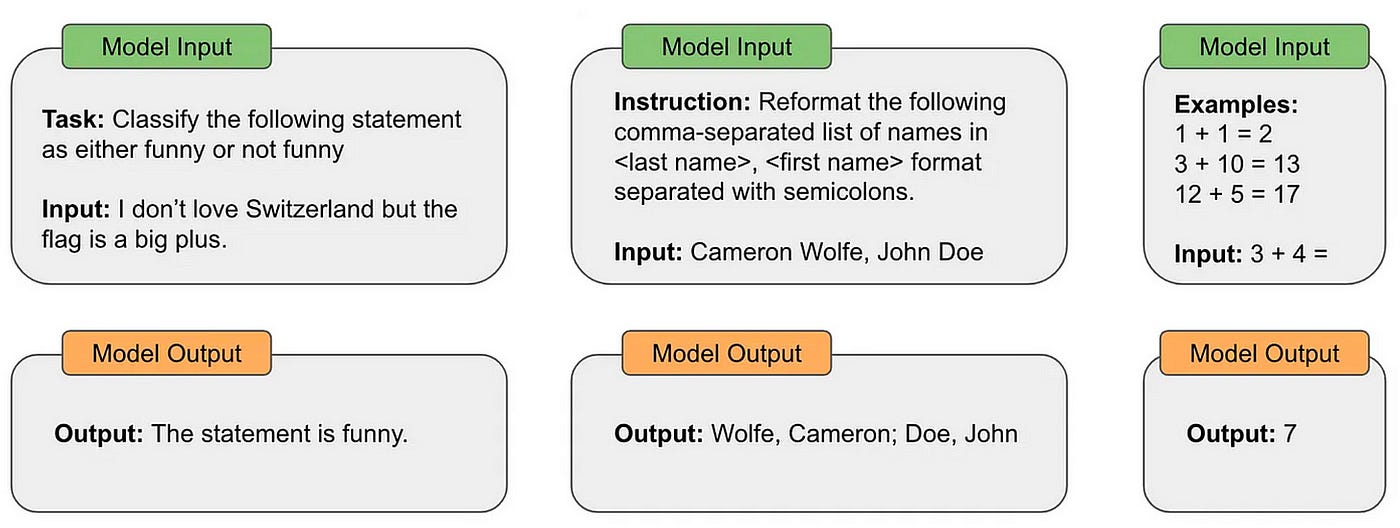 Model Input
Task: Classify the following statement
as either funny or not funny
Input: I don’t love Switzerland but the
flag is a big plus.
Model Input
Instruction: Reformat the following
comma-separated list of names in
<last name>, <first name> format
separated with semicolons.
Input: Cameron Wolfe, John Doe
Model Input
Examples:
1 + 1 = 2
3 + 10 = 13
12 + 5 = 17
Input: 3 + 4 =
Model Output
Output: The statement is funny.
Model Output
Output: Wolfe, Cameron; Doe, John
Model Output
Output: 7